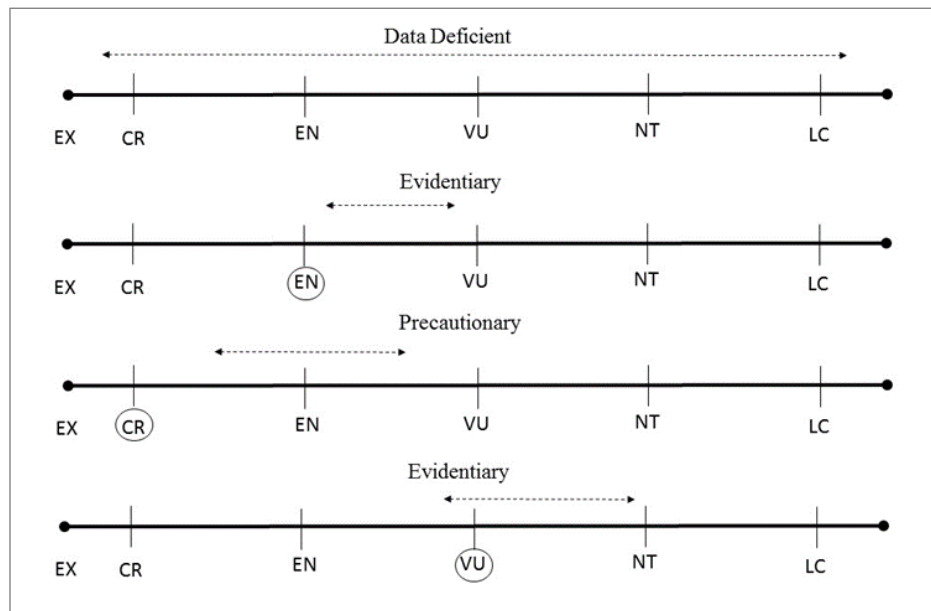 Data Deficient
EX CR EN VU NT LC
Evidentiary
EX CR EN VU NT LC
Precautionary
EX CR EN VU NT LC
Evidentiary
EX CR EN VU NT LC